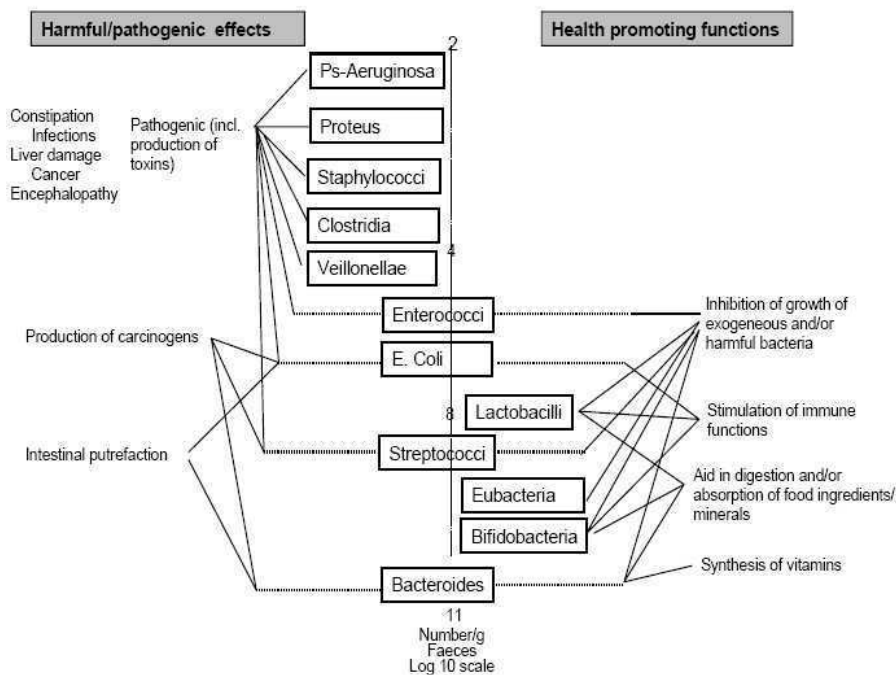 Harmful/pathogenic effects
Health promoting functions
2
Ps-Aeruginosa
Constipation
Infections
Liver damage
Cancer
Encephalopathy
Pathogenic (incl.
production of
toxins)
Proteus
Staphylococci
Clostridia
4
Veillonellae
Enterococci
Inhibition of growth of
exogeneous and/or
harmful bacteria
Production of carcinogens
E. Coli
Lactobacilli
8
Stimulation of immune
functions
Intestinal putrefaction
Streptococci
Aid in digestion and/or
absorption of food ingredients/
minerals
Eubacteria
Bifidobacteria
Synthesis of vitamins
Bacteroides
11
Number/g
Faeces
Log 10 scale